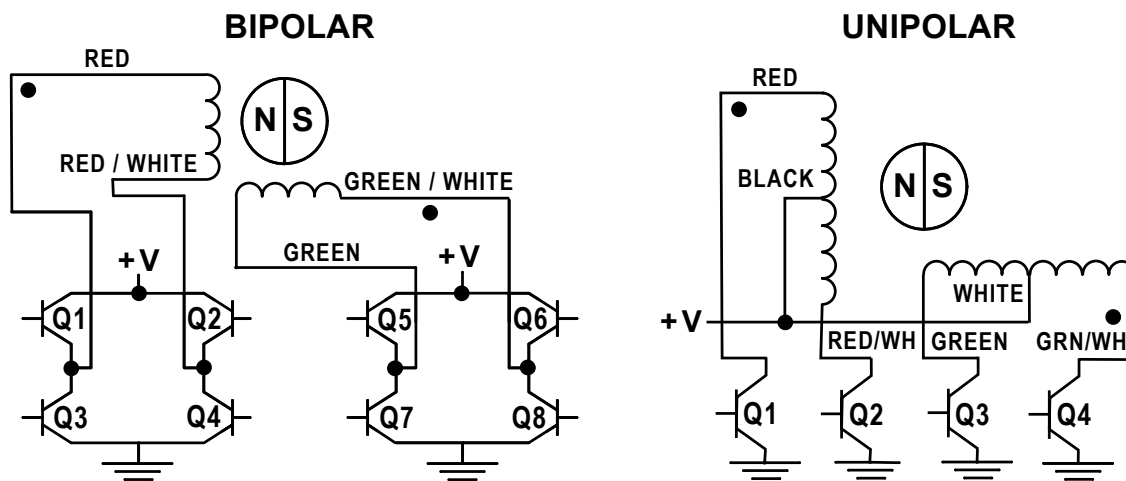 BIPOLAR
RED
N S
RED / WHITE
GREEN / WHITE
GREEN
+V
+V
Q1
Q2
Q5
Q6
Q3
Q4
Q7
Q8
UNIPOLAR
RED
BLACK
N S
WHITE
+V
RED/WH
GREEN
GRN/WH
Q1
Q2
Q3
Q4